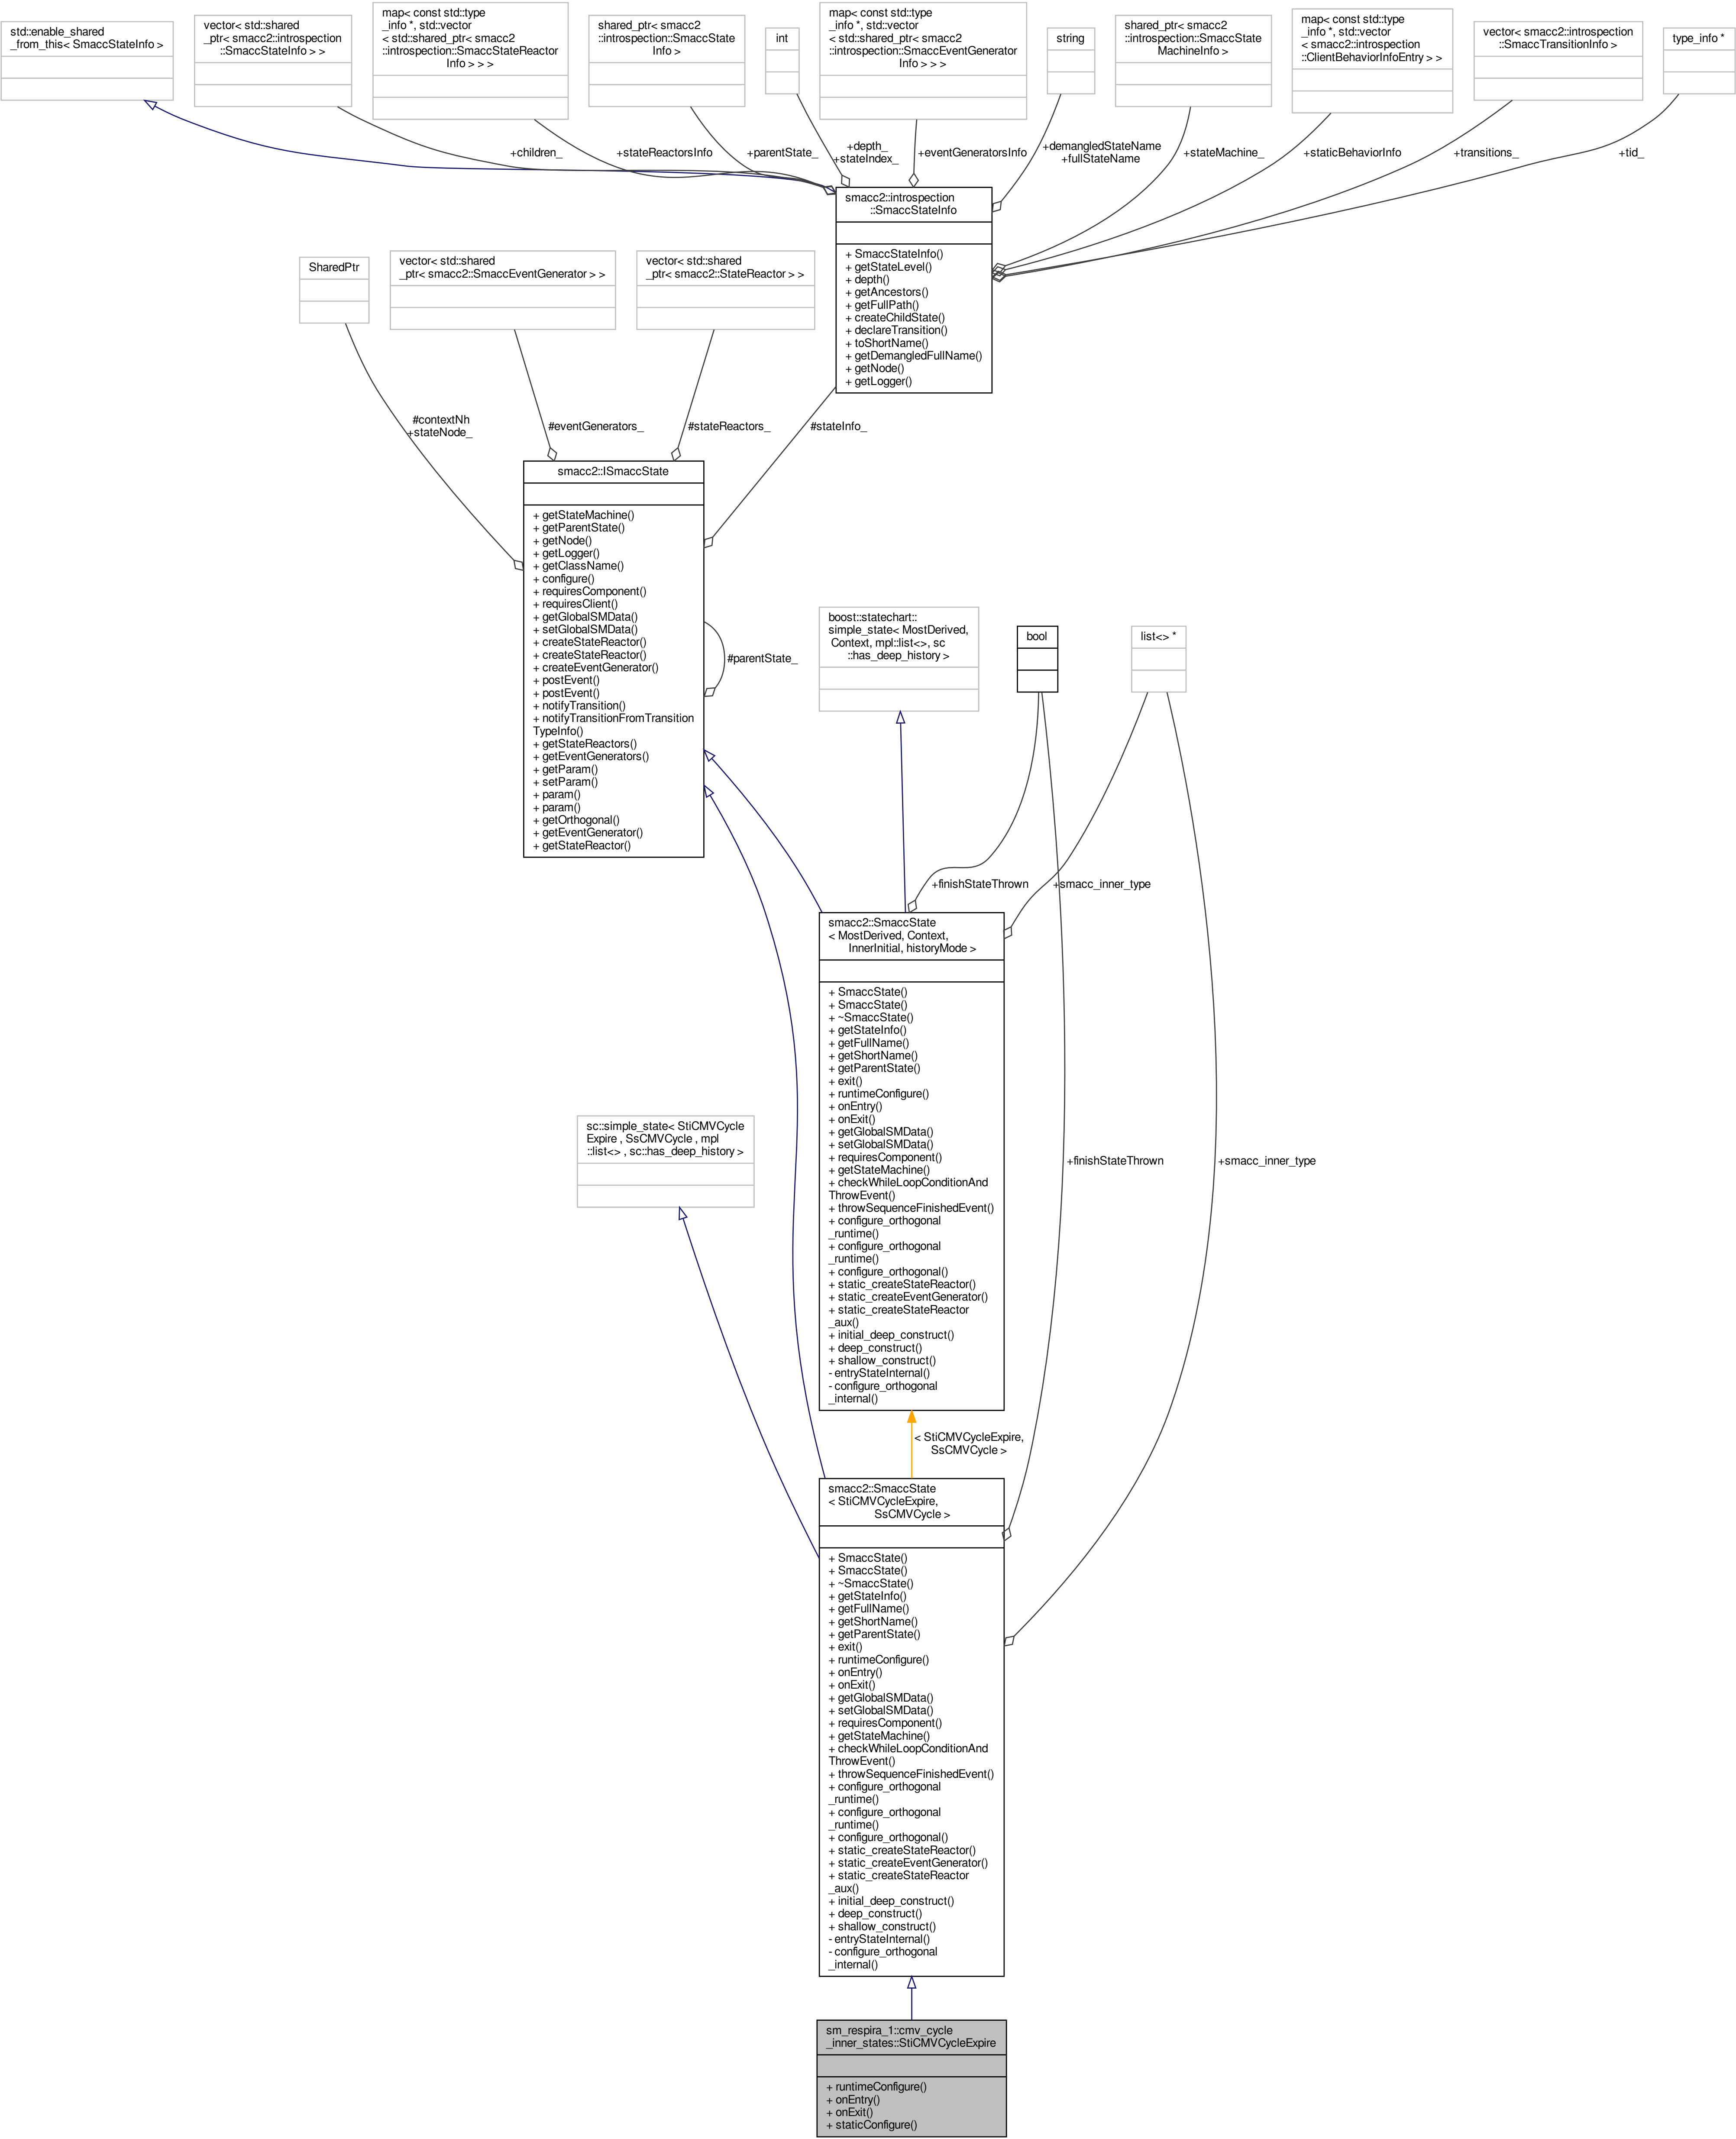 std::enable_shared
_from_this< SmaccStateInfo >
vector< std::shared
_ptr< smacc2::introspection
::SmaccStateInfo > >
map< const std::type
_info *, std::vector
< std::shared_ptr< smacc2
::introspection::SmaccStateReactor
Info > > >
shared_ptr< smacc2
::introspection::SmaccState
Info >
int
map< const std::type
_info *, std::vector
< std::shared_ptr< smacc2
::introspection::SmaccEventGenerator
Info > > >
string
shared_ptr< smacc2
::introspection::SmaccState
MachineInfo >
map< const std::type
_info *, std::vector
< smacc2::introspection
::ClientBehaviorInfoEntry > >
vector< smacc2::introspection
::SmaccTransitionInfo >
type_info *
+children_
+stateReactorsInfo
+parentState_
+depth_
+stateIndex_
+eventGeneratorsInfo
+demangledStateName
+fullStateName
+stateMachine_
+staticBehaviorInfo
+transitions_
+tid_
smacc2::introspection
::SmaccStateInfo
+ SmaccStateInfo()
+ getStateLevel()
+ depth()
+ getAncestors()
+ getFullPath()
+ createChildState()
+ declareTransition()
+ toShortName()
+ getDemangledFullName()
+ getNode()
+ getLogger()
SharedPtr
vector< std::shared
_ptr< smacc2::SmaccEventGenerator > >
vector< std::shared
_ptr< smacc2::StateReactor > >
#contextNh
+stateNode_
#eventGenerators_
#stateReactors_
#stateInfo_
smacc2::ISmaccState
+ getStateMachine()
+ getParentState()
+ getNode()
+ getLogger()
+ getClassName()
+ configure()
+ requiresComponent()
+ requiresClient()
+ getGlobalSMData()
+ setGlobalSMData()
+ createStateReactor()
+ createStateReactor()
+ createEventGenerator()
+ postEvent()
+ postEvent()
+ notifyTransition()
+ notifyTransitionFromTransition
TypeInfo()
+ getStateReactors()
+ getEventGenerators()
+ getParam()
+ setParam()
+ param()
+ param()
+ getOrthogonal()
+ getEventGenerator()
+ getStateReactor()
#parentState_
boost::statechart::
simple_state< MostDerived,
Context, mpl::list<>, sc
::has_deep_history >
bool
list<> *
+finishStateThrown
+smacc_inner_type
smacc2::SmaccState
< MostDerived, Context,
InnerInitial, historyMode >
+ SmaccState()
+ SmaccState()
+ ~SmaccState()
+ getStateInfo()
+ getFullName()
+ getShortName()
+ getParentState()
+ exit()
+ runtimeConfigure()
+ onEntry()
+ onExit()
+ getGlobalSMData()
+ setGlobalSMData()
+ requiresComponent()
+ getStateMachine()
+ checkWhileLoopConditionAnd
ThrowEvent()
+ throwSequenceFinishedEvent()
+ configure_orthogonal
_runtime()
+ configure_orthogonal
_runtime()
+ configure_orthogonal()
+ static_createStateReactor()
+ static_createEventGenerator()
+ static_createStateReactor
_aux()
+ initial_deep_construct()
+ deep_construct()
+ shallow_construct()
- entryStateInternal()
- configure_orthogonal
_internal()
sc::simple_state< StiCMVCycle
Expire , SsCMVCycle , mpl
::list<> , sc::has_deep_history >
+finishStateThrown
+smacc_inner_type
< StiCMVCycleExpire,
SsCMVCycle >
smacc2::SmaccState
< StiCMVCycleExpire,
SsCMVCycle >
+ SmaccState()
+ SmaccState()
+ ~SmaccState()
+ getStateInfo()
+ getFullName()
+ getShortName()
+ getParentState()
+ exit()
+ runtimeConfigure()
+ onEntry()
+ onExit()
+ getGlobalSMData()
+ setGlobalSMData()
+ requiresComponent()
+ getStateMachine()
+ checkWhileLoopConditionAnd
ThrowEvent()
+ throwSequenceFinishedEvent()
+ configure_orthogonal
_runtime()
+ configure_orthogonal
_runtime()
+ configure_orthogonal()
+ static_createStateReactor()
+ static_createEventGenerator()
+ static_createStateReactor
_aux()
+ initial_deep_construct()
+ deep_construct()
+ shallow_construct()
- entryStateInternal()
- configure_orthogonal
_internal()
sm_respira_1::cmv_cycle
_inner_states::StiCMVCycleExpire
+ runtimeConfigure()
+ onEntry()
+ onExit()
+ staticConfigure()